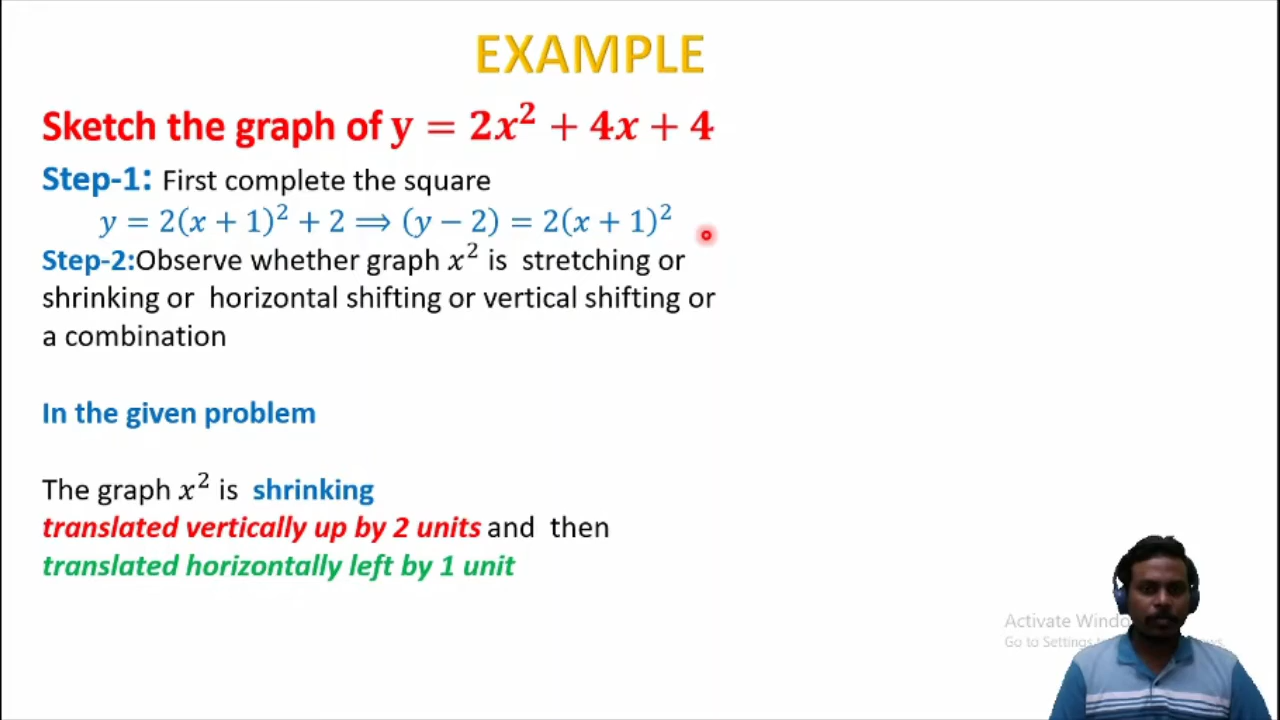 EXAMPLE
Sketch the graph of y = 2x² + 4x + 4
Step-1: First complete the square
y = 2(x + 1)² + 2 ⟹ (y − 2) = 2(x + 1)²
Step-2:Observe whether graph x² is stretching or
shrinking or horizontal shifting or vertical shifting or
a combination
In the given problem
The graph x² is shrinking
translated vertically up by 2 units and then
translated horizontally left by 1 unit
Activate
Go to Settings